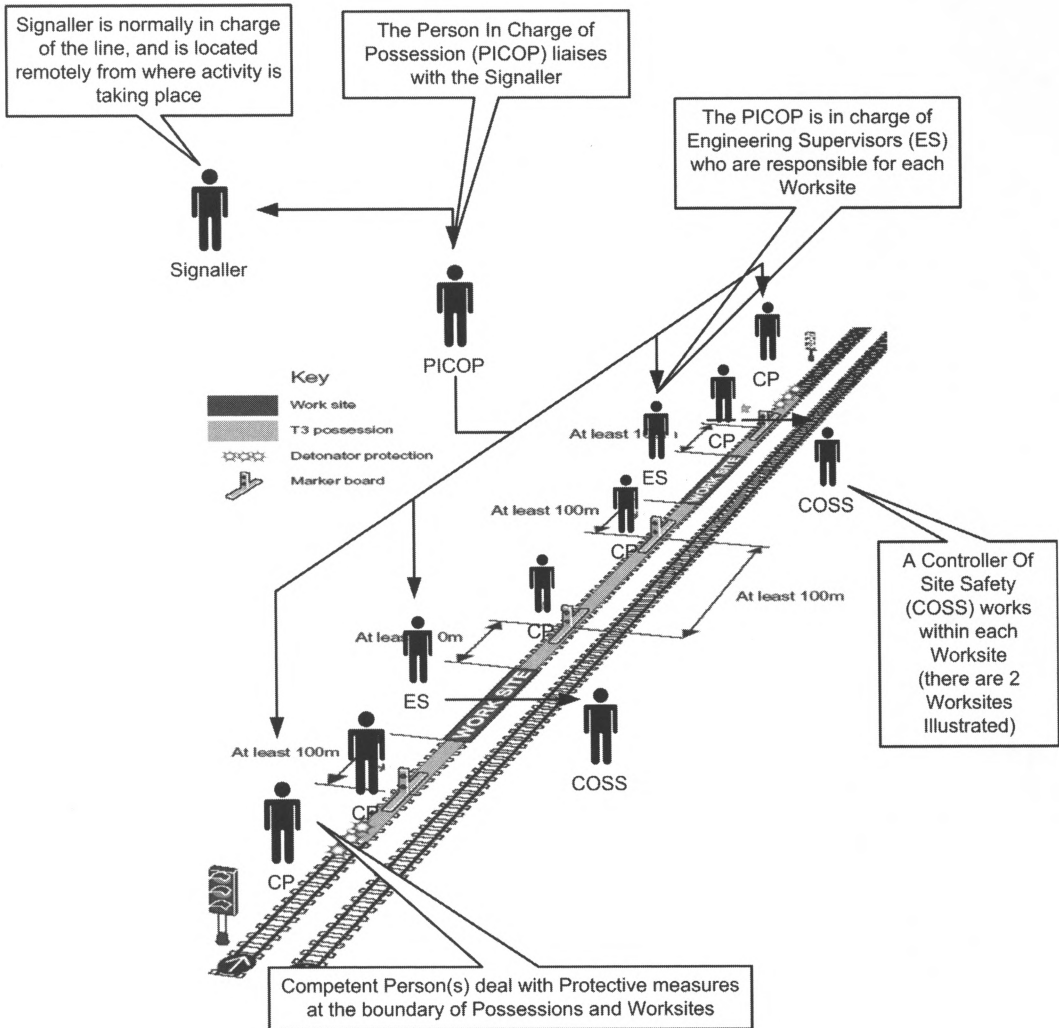 Signaller is normally in charge
of the line, and is located
remotely from where activity is
taking place
The Person In Charge of
Possession (PICOP) liaises
with the Signaller
The PICOP is in charge of
Engineering Supervisors (ES)
who are responsible for each
Worksite
Signaller
PICOP
CP
Key
Work site
T3 possession
Detonator protection
Marker board
At least
CP
ES
WORK SITE
COSS
At least 100m
CP
At least 100m
CP
At least
ES
WORK SITE
COSS
A Controller Of
Site Safety
(COSS) works
within each
Worksite
(there are 2
Worksites
Illustrated)
At least 100m
CP
CP
Competent Person(s) deal with Protective measures
at the boundary of Possessions and Worksites